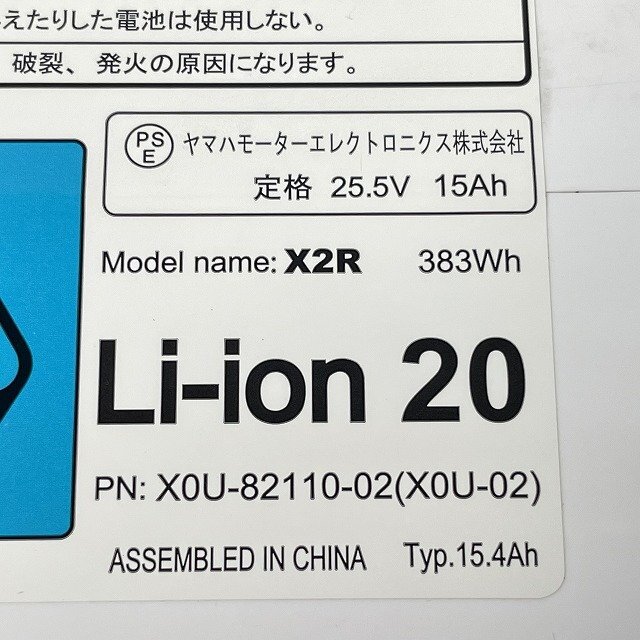 えたりした電池は使用しない。
破裂、発火の原因になります。
PS
E
ヤマハモーターエレクトロニクス株式会社
定格 25.5V 15Ah
Model name: X2R 383Wh
Li-ion 20
PN: X0U-82110-02(X0U-02)
ASSEMBLED IN CHINA Typ.15.4Ah